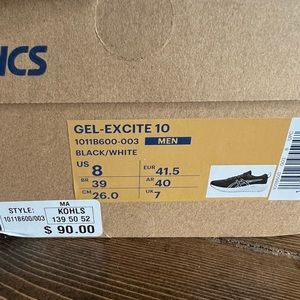 ICS
GEL-EXCITE 10
1011B600-003 MEN
BLACK/WHITE
US 8 EUR 41.5
BR 39 AR 40
CM 26.0 UK 7
MA
STYLE: KOHLS
1011B600/003 139 50 52
$ 90.00